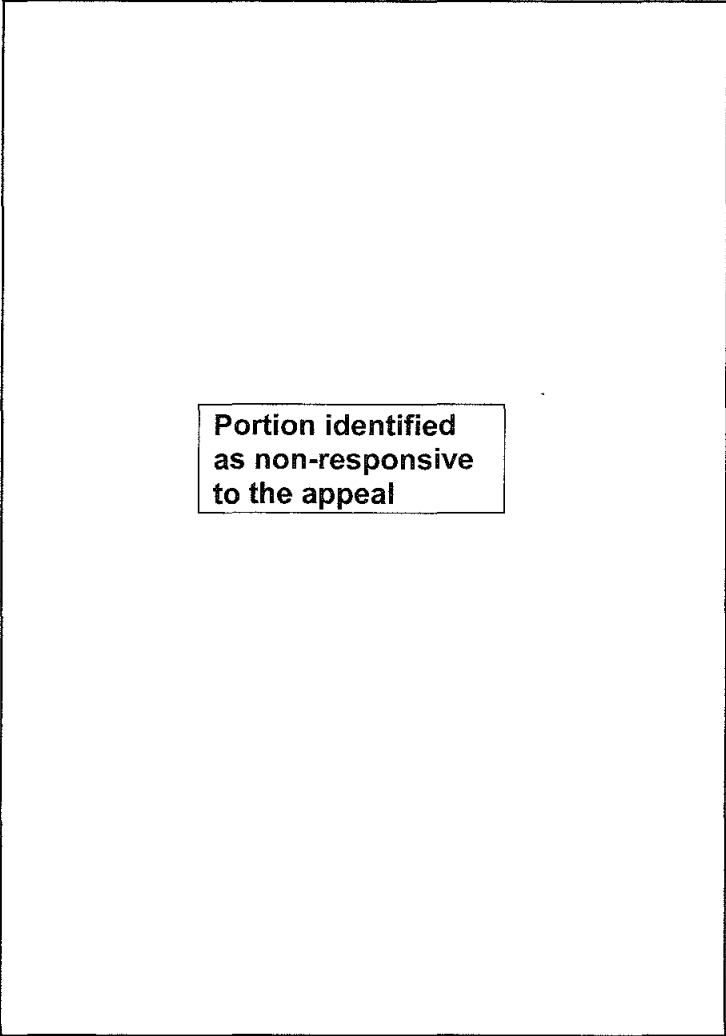 Portion identified
as non-responsive
to the appeal